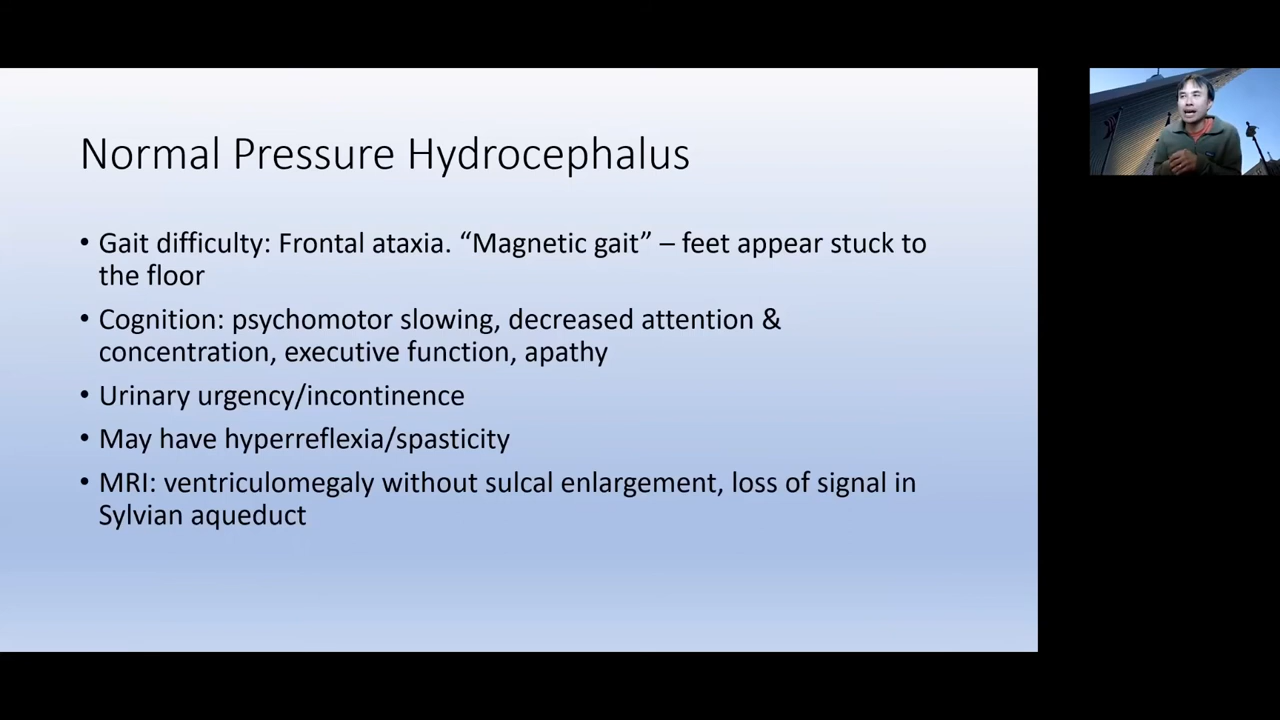 Normal Pressure Hydrocephalus
• Gait difficulty: Frontal ataxia. “Magnetic gait” – feet appear stuck to
the floor
• Cognition: psychomotor slowing, decreased attention &
concentration, executive function, apathy
• Urinary urgency/incontinence
• May have hyperreflexia/spasticity
• MRI: ventriculomegaly without sulcal enlargement, loss of signal in
Sylvian aqueduct